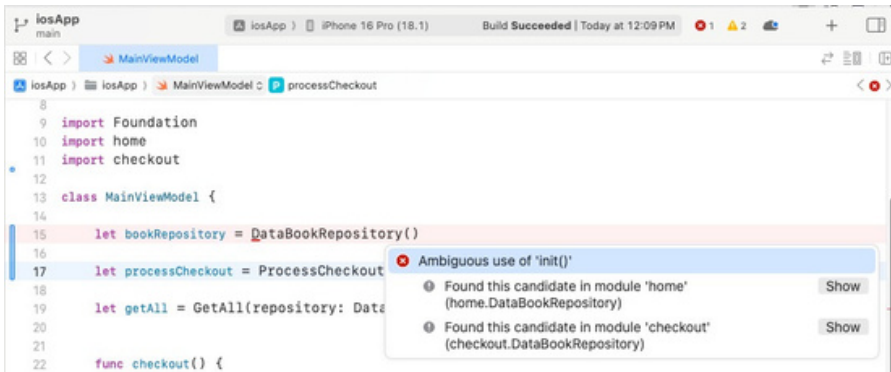 iosApp
main
iosApp ⟩ iPhone 16 Pro (18.1)
Build Succeeded | Today at 12:09 PM
1
2
MainViewModel
iosApp ⟩ iosApp ⟩ MainViewModel P processCheckout
8
9 import Foundation
10 import home
11 import checkout
12
13 class MainViewModel {
14
15 let bookRepository = DataBookRepository()
16
17 let processCheckout = ProcessCheckout
18
19 let getAll = GetAll(repository: Data
20
21
22 func checkout() {
Ambiguous use of 'init()'
Found this candidate in module 'home'
(home.DataBookRepository)
Show
Found this candidate in module 'checkout'
(checkout.DataBookRepository)
Show